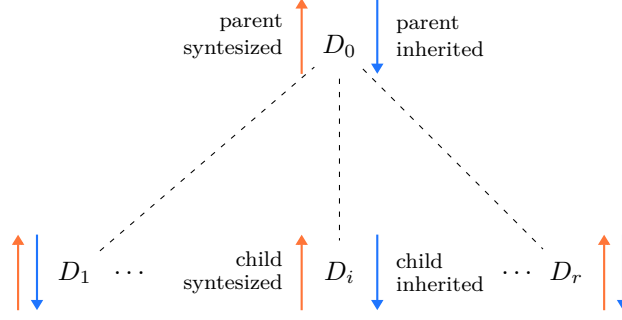 parent
syntesized
D₀
parent
inherited
D₁ ···
child
syntesized
Dᵢ
child
inherited
··· Dᵣ